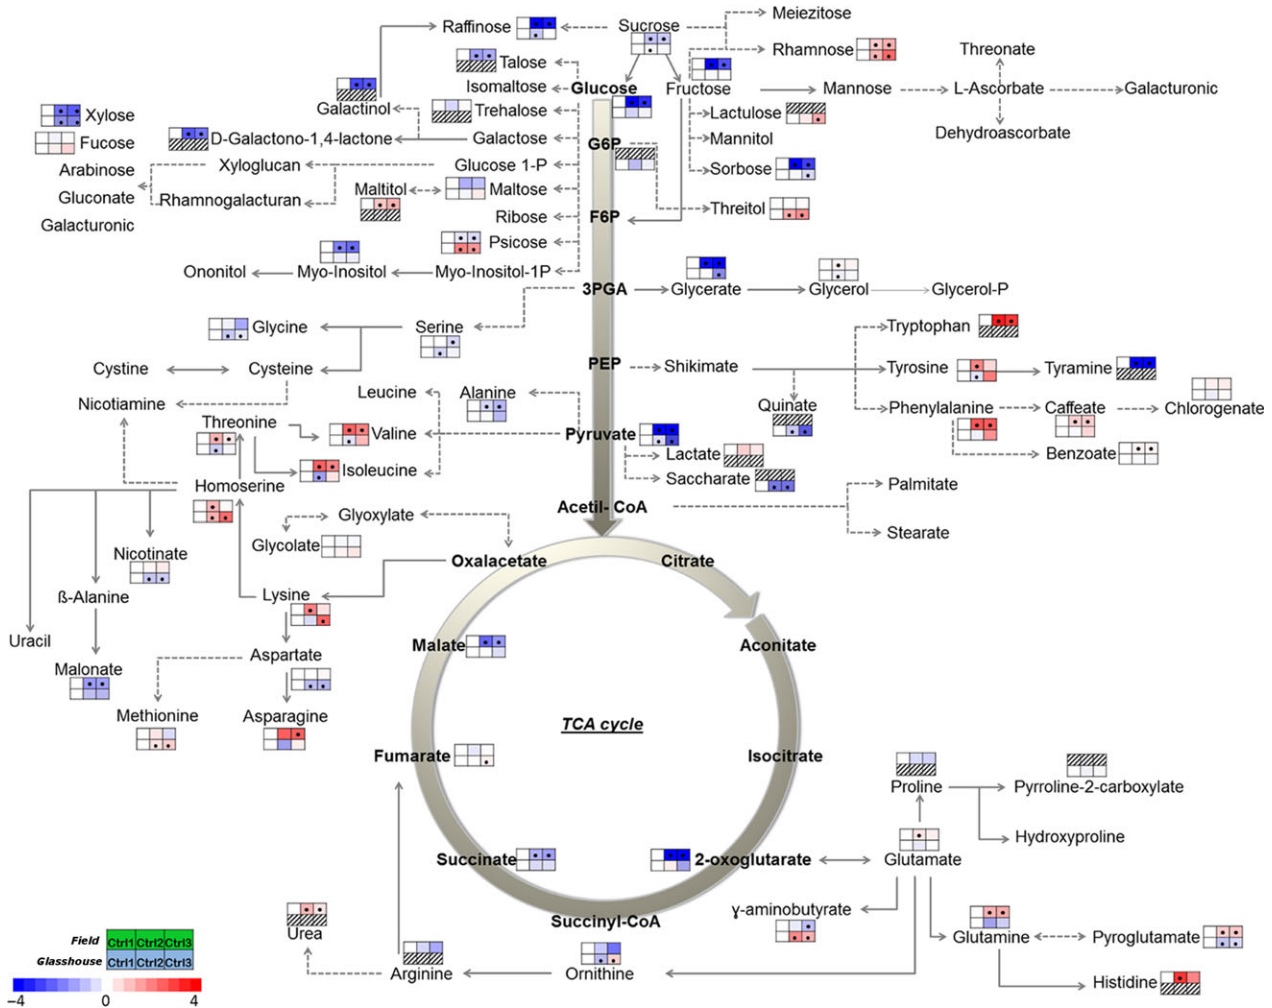 Meiezitose
Raffinose
Sucrose
Rhamnose
Threonate
Talose
Isomaltose
Glucose
Fructose
Mannose
L-Ascorbate
Galacturonic
Galactinol
Trehalose
Lactulose
Xylose
Fucose
D-Galactono-1,4-lactone
Galactose
G6P
Mannitol
Dehydroascorbate
Arabinose
Xyloglucan
Glucose 1-P
Sorbose
Gluconate
Rhamnogalacturan
Maltitol
Maltose
Galacturonic
Ribose
F6P
Threitol
Psicose
Ononitol
Myo-Inositol
Myo-Inositol-1P
3PGA
Glycerate
Glycerol
Glycerol-P
Glycine
Serine
Tryptophan
Cystine
Cysteine
PEP
Shikimate
Tyrosine
Tyramine
Nicotiamine
Leucine
Alanine
Quinate
Phenylalanine
Caffeate
Chlorogenate
Threonine
Valine
Pyruvate
Lactate
Benzoate
Isoleucine
Saccharate
Homoserine
Palmitate
Acetil- CoA
Glyoxylate
Stearate
Glycolate
Nicotinate
Oxalacetate
Citrate
ß-Alanine
Lysine
Uracil
Malate
Aconitate
Malonate
Aspartate
Methionine
Asparagine
TCA cycle
Fumarate
Isocitrate
Proline
Pyrroline-2-carboxylate
Hydroxyproline
Succinate
2-oxoglutarate
Glutamate
Succinyl-CoA
γ-aminobutyrate
Urea
Glutamine
Pyroglutamate
Arginine
Ornithine
Histidine
Field Ctrl1 Ctrl2 Ctrl3
Glasshouse Ctrl1 Ctrl2 Ctrl3
−4 0 4